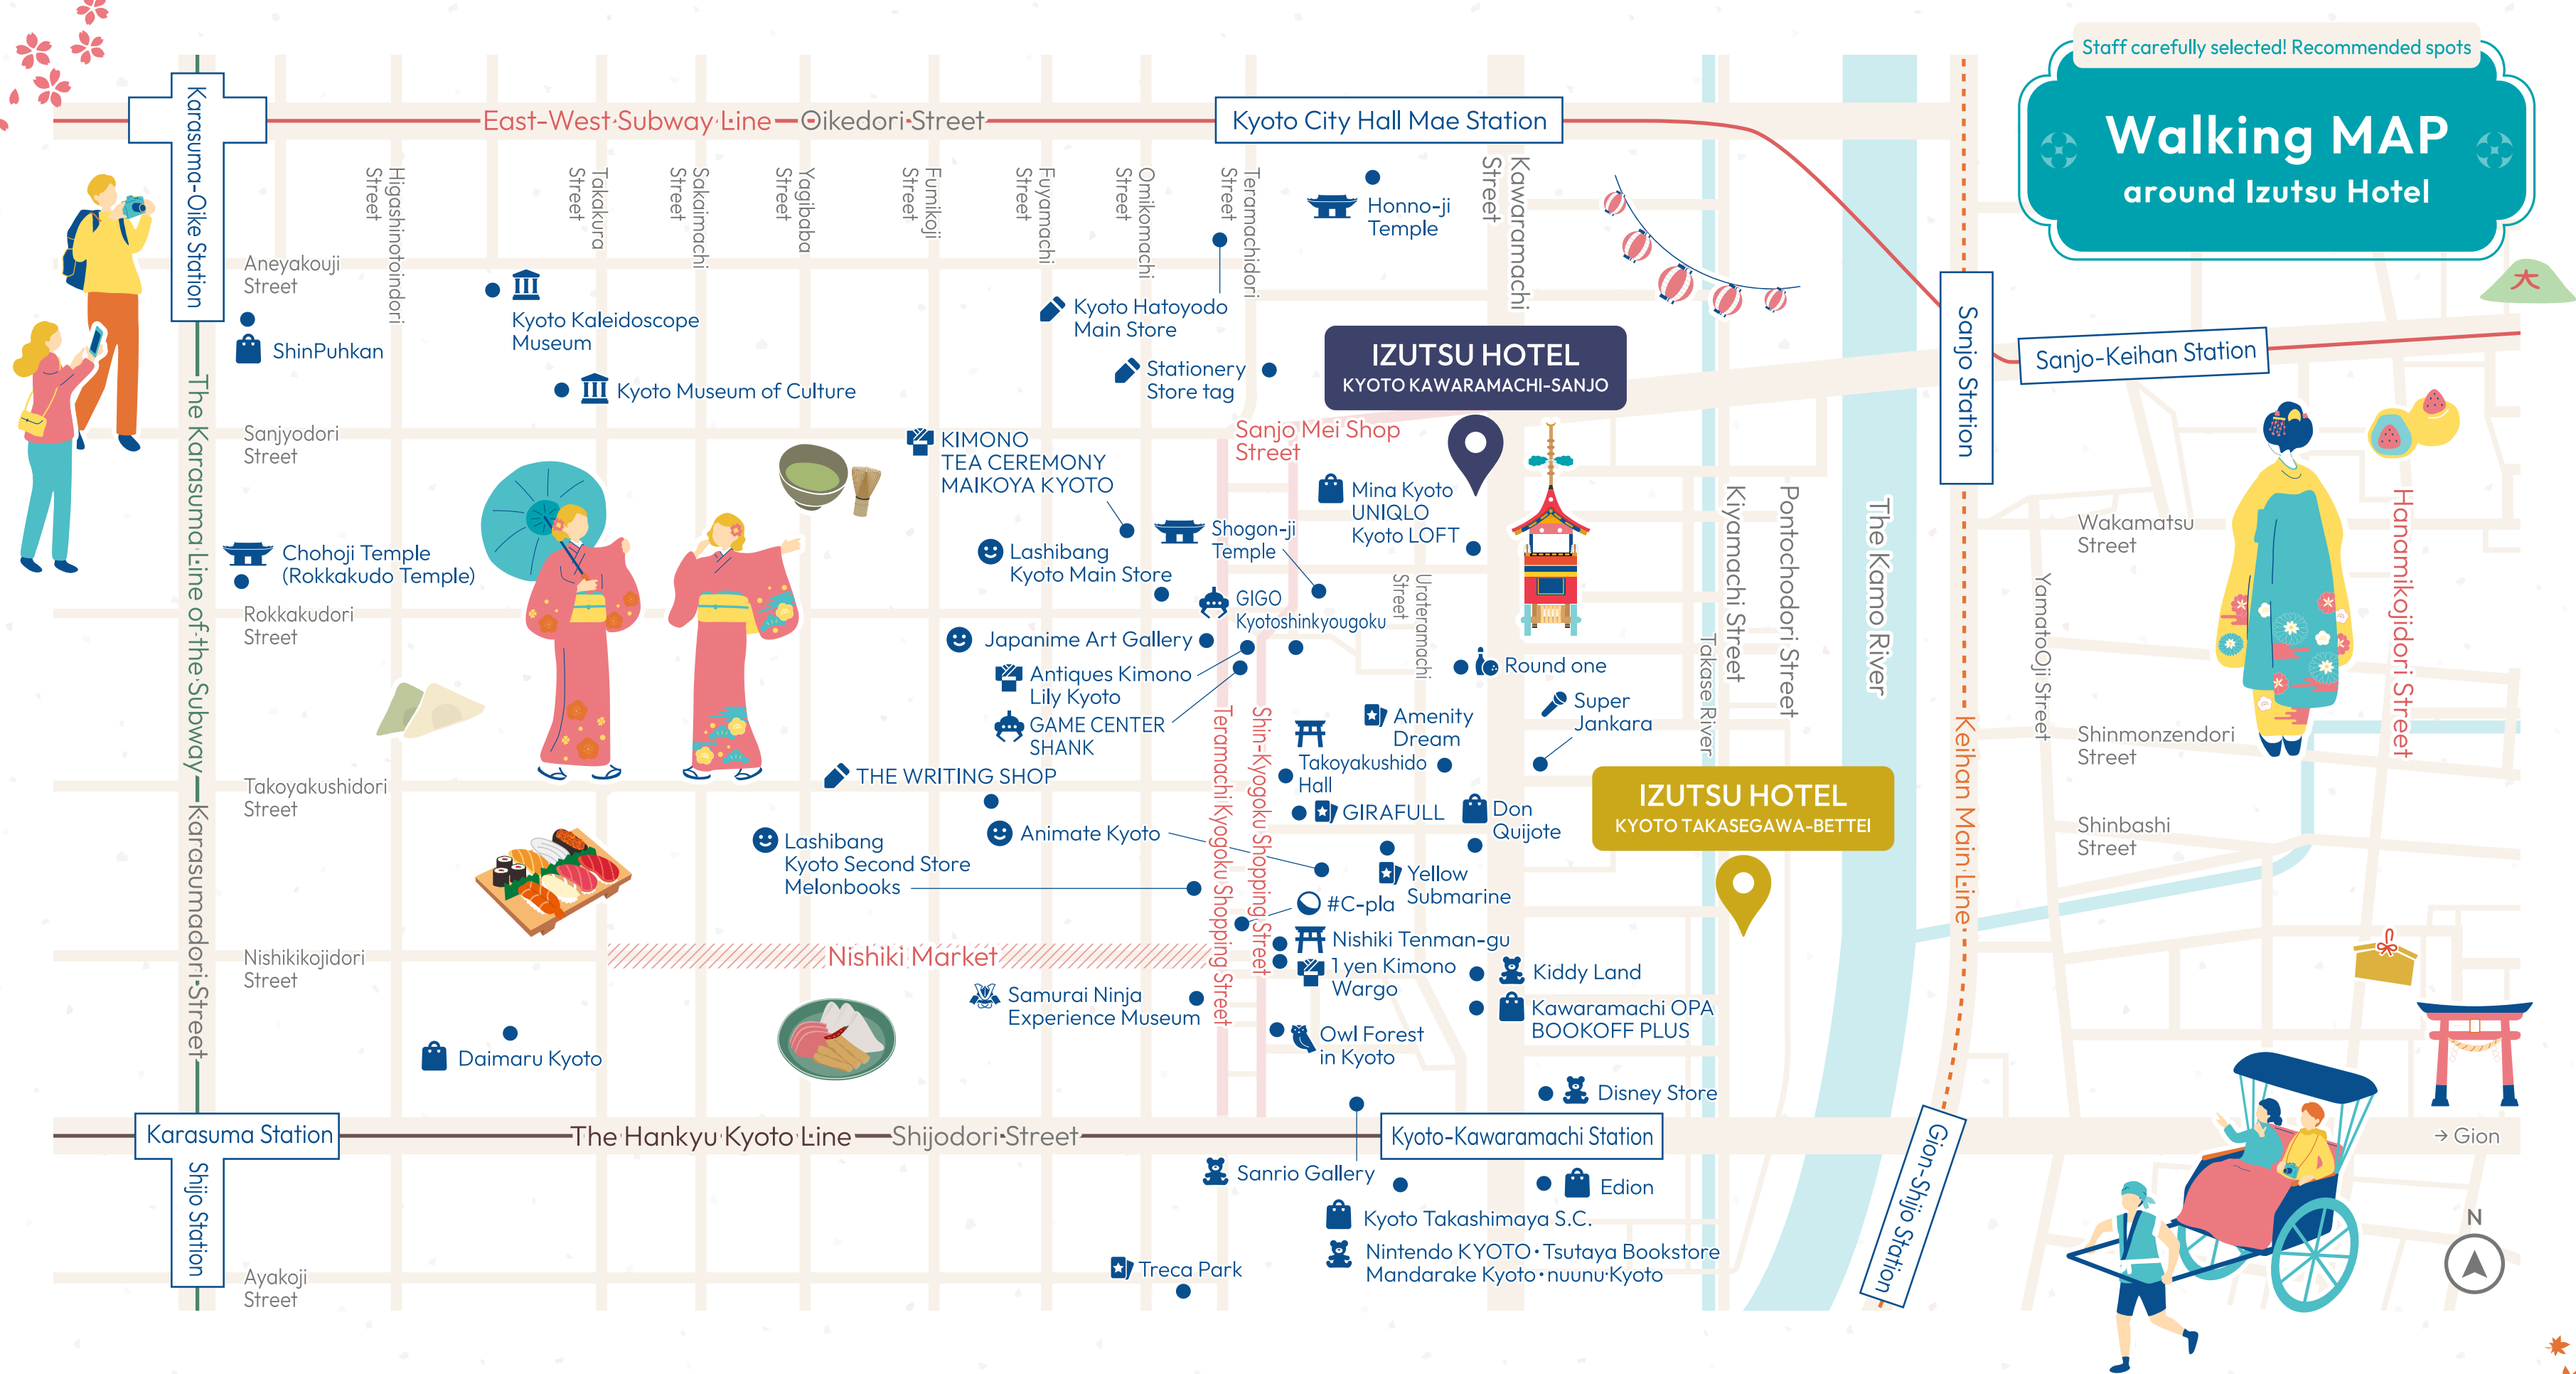 Staff carefully selected! Recommended spots
Walking MAP
around Izutsu Hotel
Karasuma-Oike Station
East-West Subway Line
Oikedori Street
Kyoto City Hall Mae Station
Higashinotoindori
Street
Takakura
Street
Sakaimachi
Street
Yagibaba
Street
Fumikoji
Street
Fuyamachi
Street
Omikomachi
Street
Teramachidori
Street
Kawaramachi
Street
Honno-ji
Temple
Aneyakouji
Street
Kyoto Kaleidoscope
Museum
Kyoto Hatoyodo
Main Store
ShinPuhkan
Kyoto Museum of Culture
Stationery
Store tag
IZUTSU HOTEL
KYOTO KAWARAMACHI-SANJO
Sanjo Station
Sanjo-Keihan Station
大
The Karasuma Line of the Subway
Karasumadori Street
Sanjyodori
Street
KIMONO
TEA CEREMONY
MAIKOYA KYOTO
Sanjo Mei Shop
Street
Mina Kyoto
UNIQLO
Kyoto LOFT
Kiyamachi Street
Pontochodori Street
The Kamo River
Takase River
Wakamatsu
Street
Hanamikojidori Street
YamatoOji Street
Chohoji Temple
(Rokkakudo Temple)
Lashibang
Kyoto Main Store
Shogon-ji
Temple
Urateramachi
Street
GIGO
Kyotoshinkyougoku
Rokkakudori
Street
Japanime Art Gallery
Antiques Kimono
Lily Kyoto
GAME CENTER
SHANK
Round one
Super
Jankara
Amenity
Dream
Takoyakushido
Hall
Teramachi Kyogoku Shopping Street
Shin-Kyogoku Shopping Street
Keihan Main Line
Shinmonzendori
Street
Takoyakushidori
Street
THE WRITING SHOP
Animate Kyoto
GIRAFULL
Don
Quijote
IZUTSU HOTEL
KYOTO TAKASEGAWA-BETTEI
Shinbashi
Street
Lashibang
Kyoto Second Store
Melonbooks
Yellow
Submarine
#C-pla
Nishikikojidori
Street
Nishiki Market
Nishiki Tenman-gu
1 yen Kimono
Wargo
Kiddy Land
Samurai Ninja
Experience Museum
Kawaramachi OPA
BOOKOFF PLUS
Owl Forest
in Kyoto
Daimaru Kyoto
Disney Store
Karasuma Station
Shijo Station
The Hankyu Kyoto Line
Shijodori Street
Kyoto-Kawaramachi Station
Gion-Shijo Station
→ Gion
Sanrio Gallery
Edion
Kyoto Takashimaya S.C.
Nintendo KYOTO・Tsutaya Bookstore
Mandarake Kyoto・nuunu・Kyoto
Treca Park
Ayakoji
Street
N